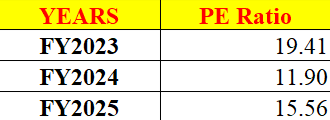 YEARS PE Ratio
FY2023 19.41
FY2024 11.90
FY2025 15.56